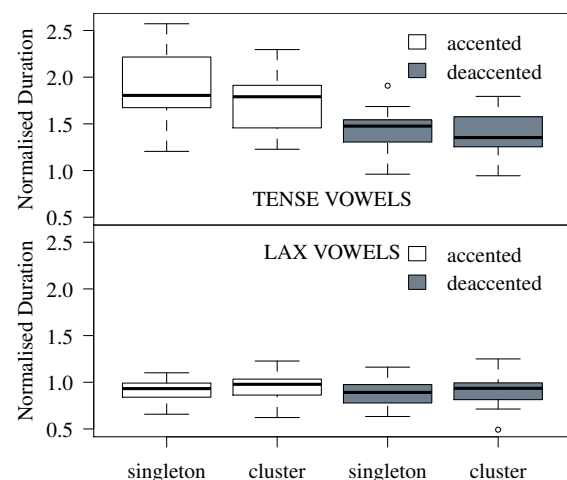 accented
deaccented
TENSE VOWELS
Normalised Duration
2.5
2.0
1.5
1.0
0.5
LAX VOWELS
accented
deaccented
Normalised Duration
2.5
2.0
1.5
1.0
0.5
singleton cluster singleton cluster